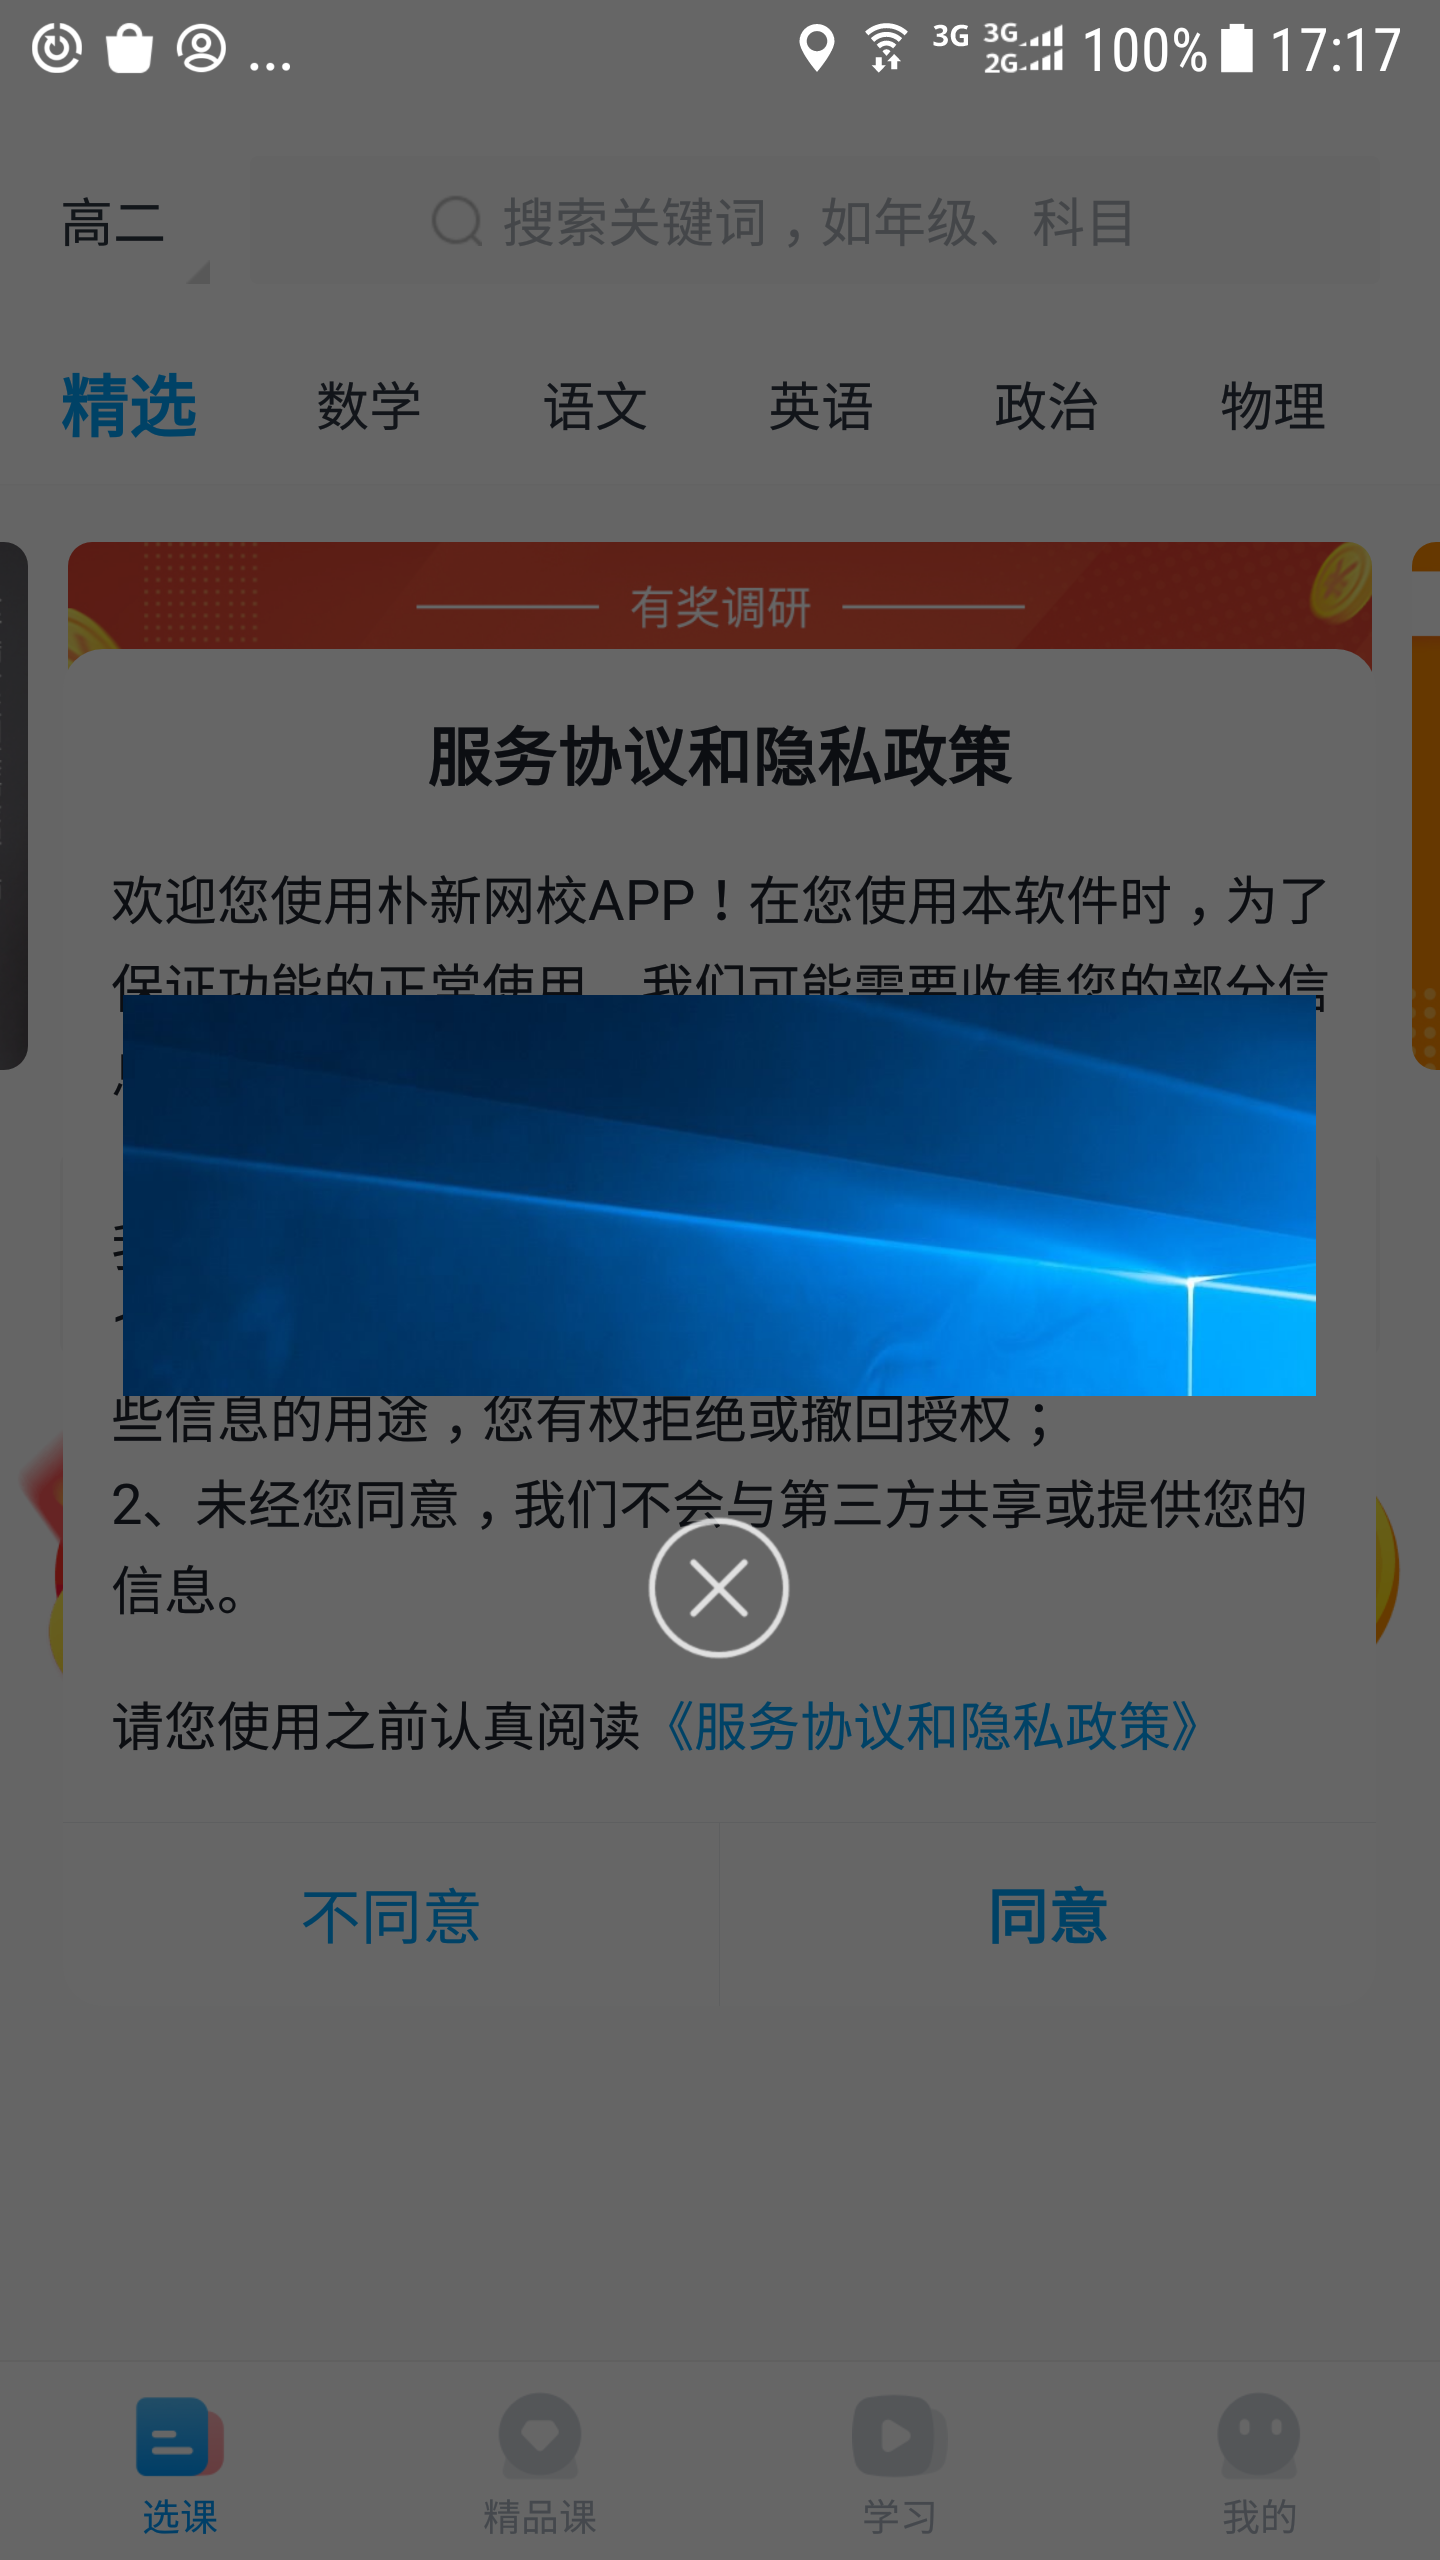 ... 3G 3G 2G 100% 17:17
高二 搜索关键词，如年级、科目
精选 数学 语文 英语 政治 物理
有奖调研
服务协议和隐私政策
欢迎您使用朴新网校APP！在您使用本软件时，为了
保证功能的正常使用，我们可能需要收集您的部分信
些信息的用途，您有权拒绝或撤回授权；
2、未经您同意，我们不会与第三方共享或提供您的
信息。
请您使用之前认真阅读《服务协议和隐私政策》
不同意 同意
选课 精品课 学习 我的